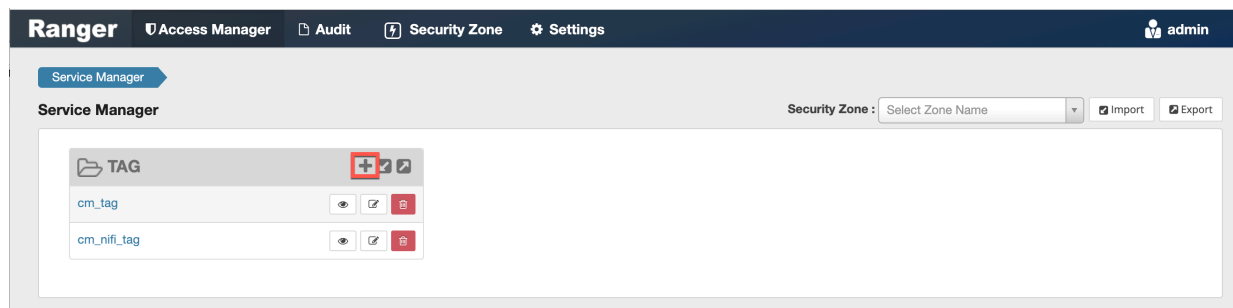 Ranger Access Manager Audit Security Zone Settings admin
Service Manager
Service Manager Security Zone : Select Zone Name Import Export
TAG
cm_tag
cm_nifi_tag